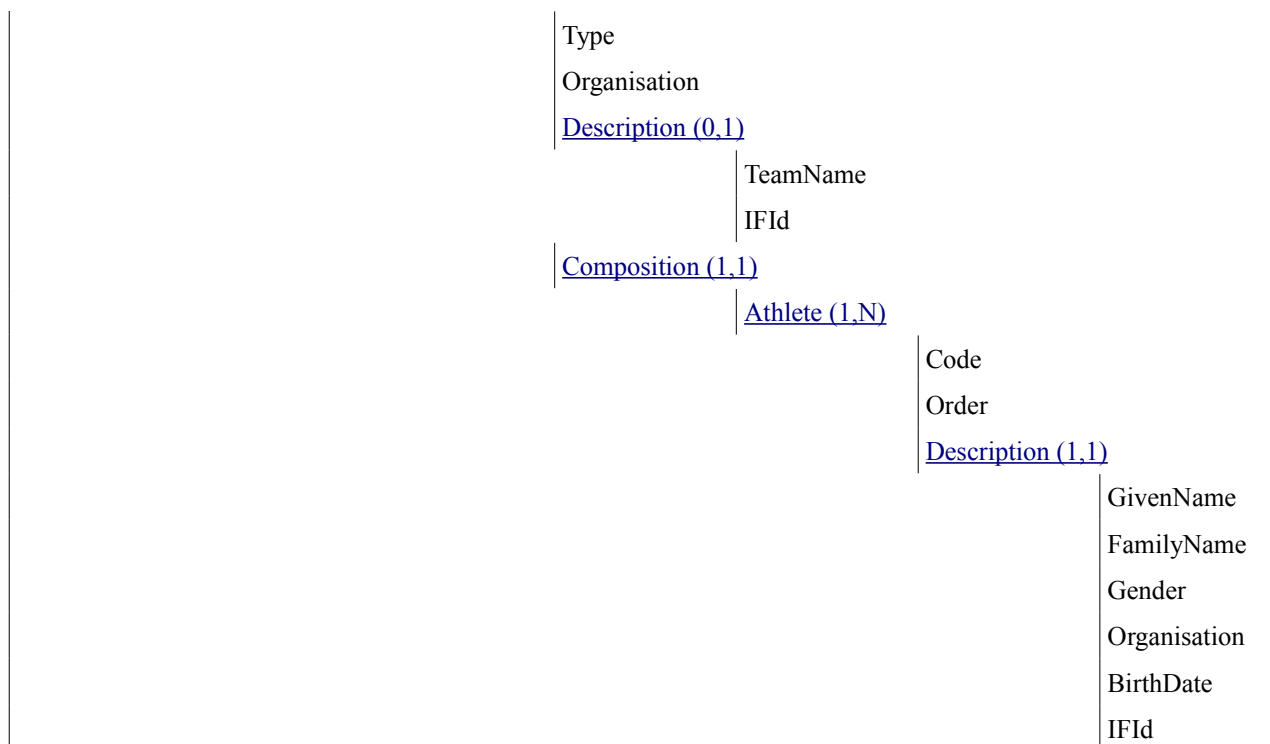 Type
Organisation
Description (0,1)
TeamName
IFId
Composition (1,1)
Athlete (1,N)
Code
Order
Description (1,1)
GivenName
FamilyName
Gender
Organisation
BirthDate
IFId